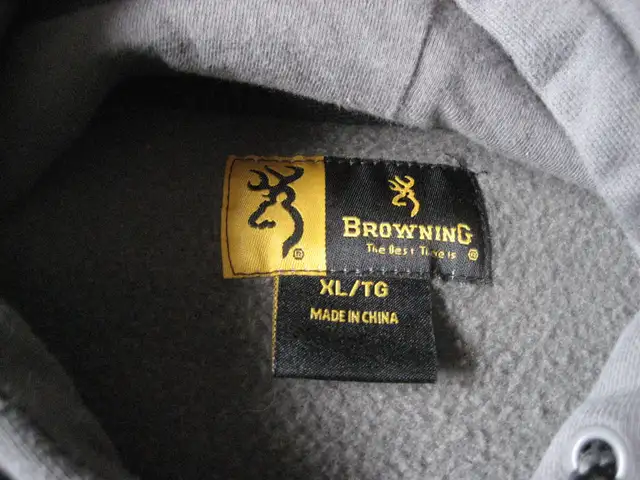 BROWNING
The Best There is ®
XL/TG
MADE IN CHINA